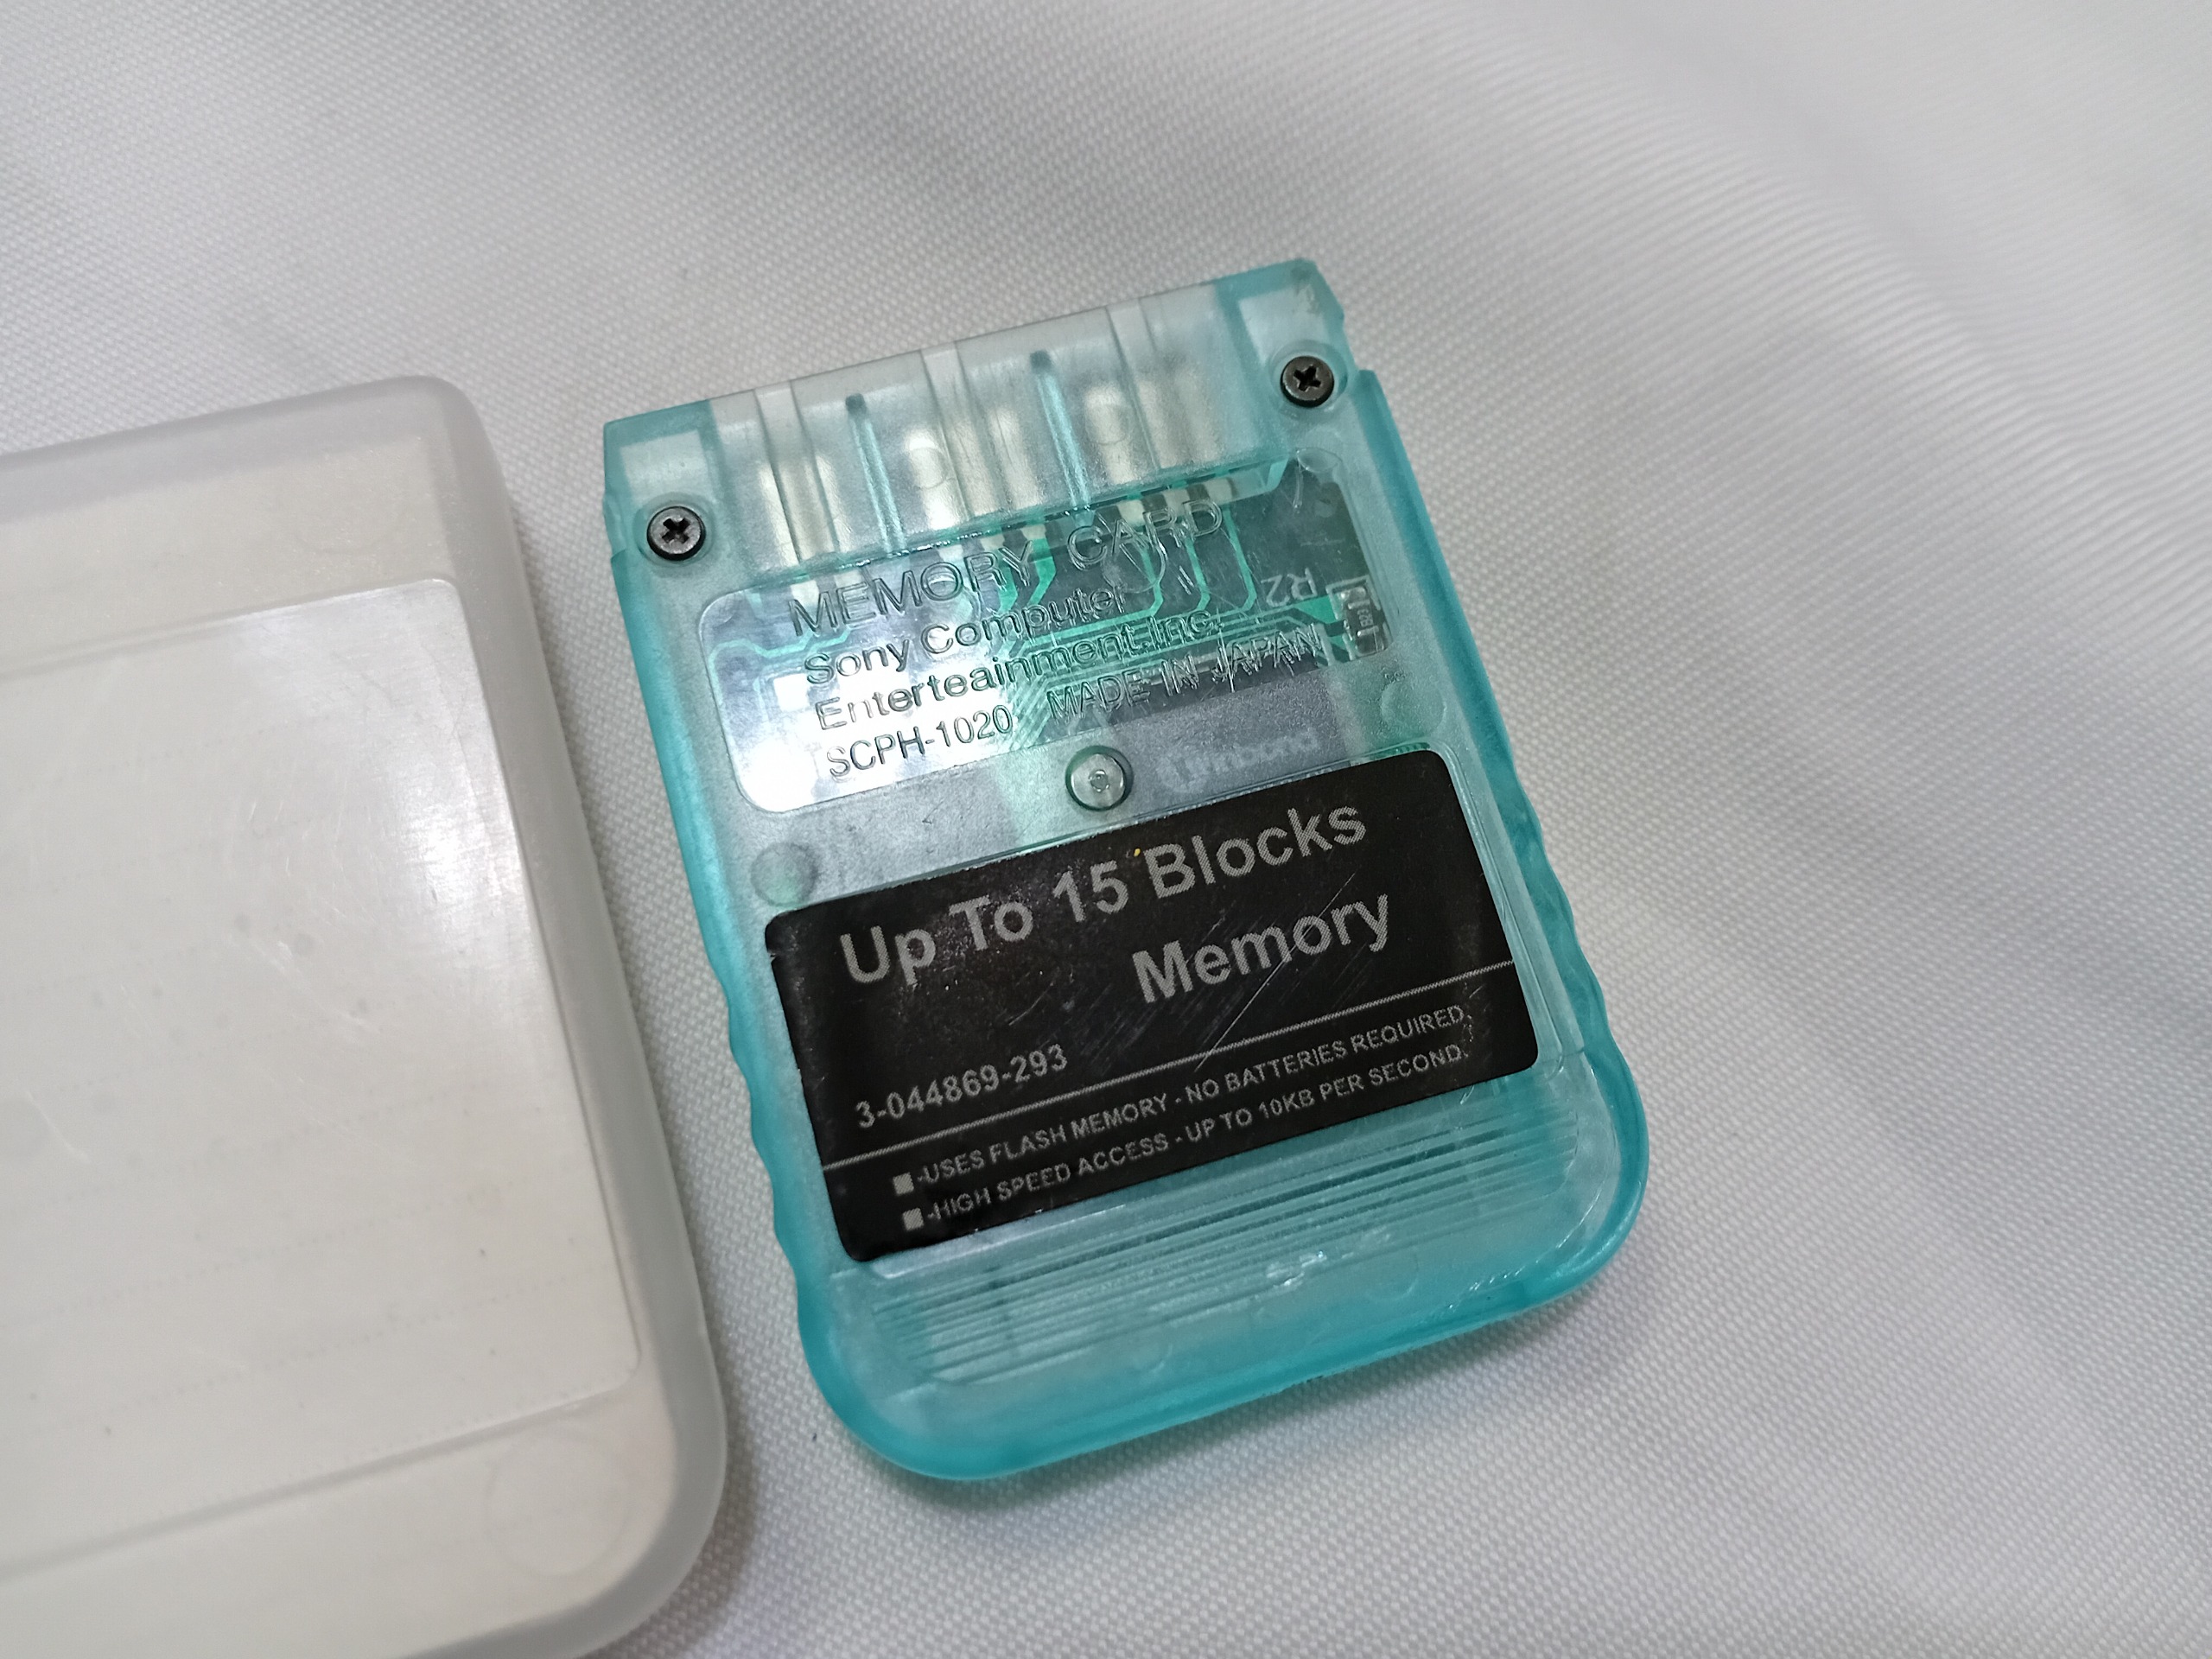 MEMORY CARD
Sony Computer
Enterteainment.Inc.
SCPH-1020 MADE IN JAPAN
R2
Up To 15 Blocks
Memory
3-044869-293
-USES FLASH MEMORY - NO BATTERIES REQUIRED.
-HIGH SPEED ACCESS - UP TO 10KB PER SECOND.